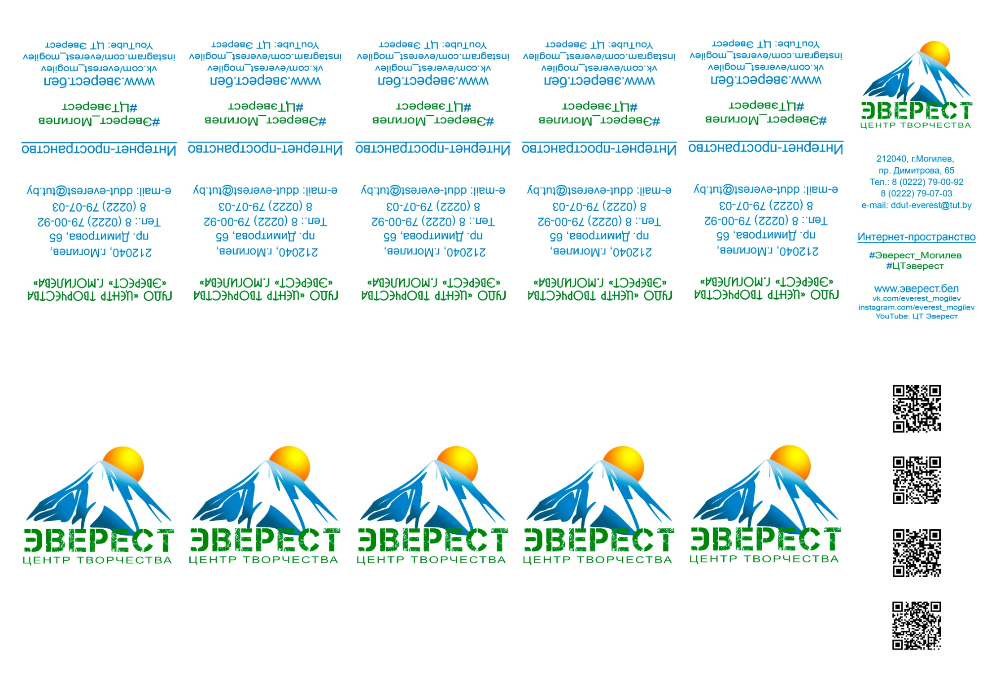 ГУДО «ЦЕНТР ТВОРЧЕСТВА
«ЭВЕРЕСТ» г.МОГИЛЕВА»
212040, г.Могилев,
пр. Димитрова, 65
Тел.: 8 (0222) 79-00-92
8 (0222) 79-07-03
e-mail: ddut-everest@tut.by
Интернет-пространство
#Эверест_Могилев
#ЦТэверест
www.эверест.бел
vk.com/everest_mogilev
instagram.com/everest_mogilev
YouTube: ЦТ Эверест
ЭВЕРЕСТ
ЦЕНТР ТВОРЧЕСТВА
ГУДО «ЦЕНТР ТВОРЧЕСТВА
«ЭВЕРЕСТ» г.МОГИЛЕВА»
212040, г.Могилев,
пр. Димитрова, 65
Тел.: 8 (0222) 79-00-92
8 (0222) 79-07-03
e-mail: ddut-everest@tut.by
Интернет-пространство
#Эверест_Могилев
#ЦТэверест
www.эверест.бел
vk.com/everest_mogilev
instagram.com/everest_mogilev
YouTube: ЦТ Эверест
ЭВЕРЕСТ
ЦЕНТР ТВОРЧЕСТВА
ГУДО «ЦЕНТР ТВОРЧЕСТВА
«ЭВЕРЕСТ» г.МОГИЛЕВА»
212040, г.Могилев,
пр. Димитрова, 65
Тел.: 8 (0222) 79-00-92
8 (0222) 79-07-03
e-mail: ddut-everest@tut.by
Интернет-пространство
#Эверест_Могилев
#ЦТэверест
www.эверест.бел
vk.com/everest_mogilev
instagram.com/everest_mogilev
YouTube: ЦТ Эверест
ЭВЕРЕСТ
ЦЕНТР ТВОРЧЕСТВА
ГУДО «ЦЕНТР ТВОРЧЕСТВА
«ЭВЕРЕСТ» г.МОГИЛЕВА»
212040, г.Могилев,
пр. Димитрова, 65
Тел.: 8 (0222) 79-00-92
8 (0222) 79-07-03
e-mail: ddut-everest@tut.by
Интернет-пространство
#Эверест_Могилев
#ЦТэверест
www.эверест.бел
vk.com/everest_mogilev
instagram.com/everest_mogilev
YouTube: ЦТ Эверест
ЭВЕРЕСТ
ЦЕНТР ТВОРЧЕСТВА
ГУДО «ЦЕНТР ТВОРЧЕСТВА
«ЭВЕРЕСТ» г.МОГИЛЕВА»
212040, г.Могилев,
пр. Димитрова, 65
Тел.: 8 (0222) 79-00-92
8 (0222) 79-07-03
e-mail: ddut-everest@tut.by
Интернет-пространство
#Эверест_Могилев
#ЦТэверест
www.эверест.бел
vk.com/everest_mogilev
instagram.com/everest_mogilev
YouTube: ЦТ Эверест
ЭВЕРЕСТ
ЦЕНТР ТВОРЧЕСТВА
ЭВЕРЕСТ
ЦЕНТР ТВОРЧЕСТВА
212040, г.Могилев,
пр. Димитрова, 65
Тел.: 8 (0222) 79-00-92
8 (0222) 79-07-03
e-mail: ddut-everest@tut.by
Интернет-пространство
#Эверест_Могилев
#ЦТэверест
www.эверест.бел
vk.com/everest_mogilev
instagram.com/everest_mogilev
YouTube: ЦТ Эверест